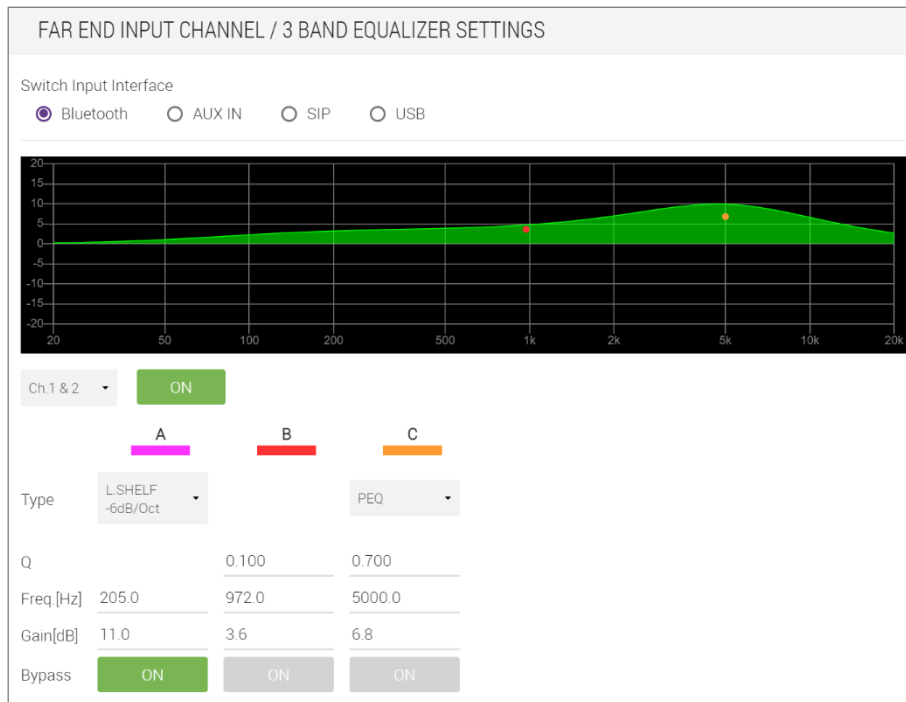 FAR END INPUT CHANNEL / 3 BAND EQUALIZER SETTINGS
Switch Input Interface
Bluetooth AUX IN SIP USB
20
15
10
5
0
-5
-10
-15
-20
20 50 100 200 500 1k 2k 5k 10k 20k
Ch.1 & 2 ON
A B C
Type L.SHELF -6dB/Oct PEQ
Q 0.100 0.700
Freq.[Hz] 205.0 972.0 5000.0
Gain[dB] 11.0 3.6 6.8
Bypass ON ON ON